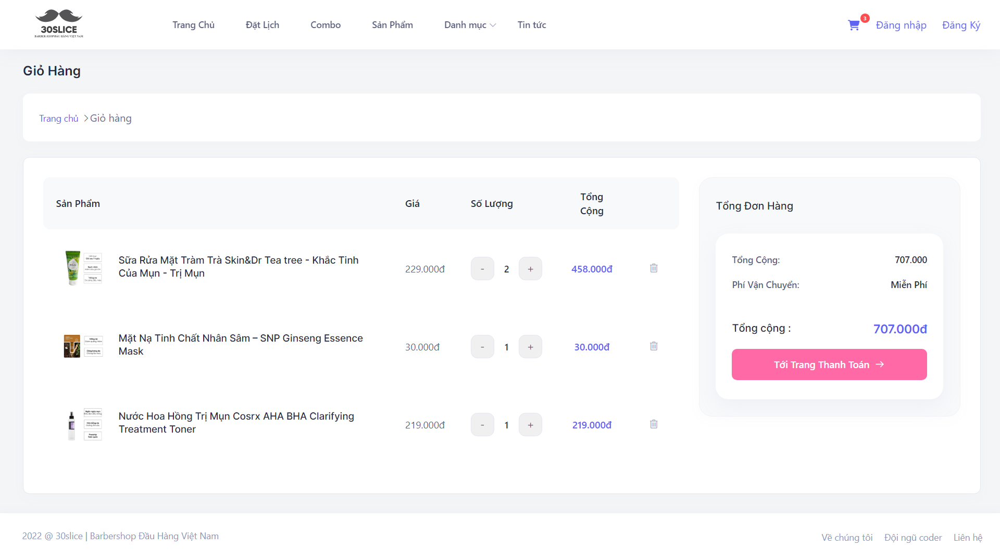 30SLICE
BARBER SHOP ĐẦU HÀNG VIỆT NAM
Trang Chủ
Đặt Lịch
Combo
Sản Phẩm
Danh mục
Tin tức
3
Đăng nhập
Đăng Ký
Giỏ Hàng
Trang chủ
Giỏ hàng
Sản Phẩm
Giá
Số Lượng
Tổng
Cộng
Sữa Rửa Mặt Tràm Trà Skin&Dr Tea tree - Khắc Tinh
Của Mụn - Trị Mụn
229.000đ
-
2
+
458.000đ
Mặt Nạ Tinh Chất Nhân Sâm – SNP Ginseng Essence
Mask
30.000đ
-
1
+
30.000đ
Nước Hoa Hồng Trị Mụn Cosrx AHA BHA Clarifying
Treatment Toner
219.000đ
-
1
+
219.000đ
Tổng Đơn Hàng
Tổng Cộng:
707.000
Phí Vận Chuyển:
Miễn Phí
Tổng cộng :
707.000đ
Tới Trang Thanh Toán
2022 @ 30slice | Barbershop Đầu Hàng Việt Nam
Về chúng tôi
Đội ngũ coder
Liên hệ